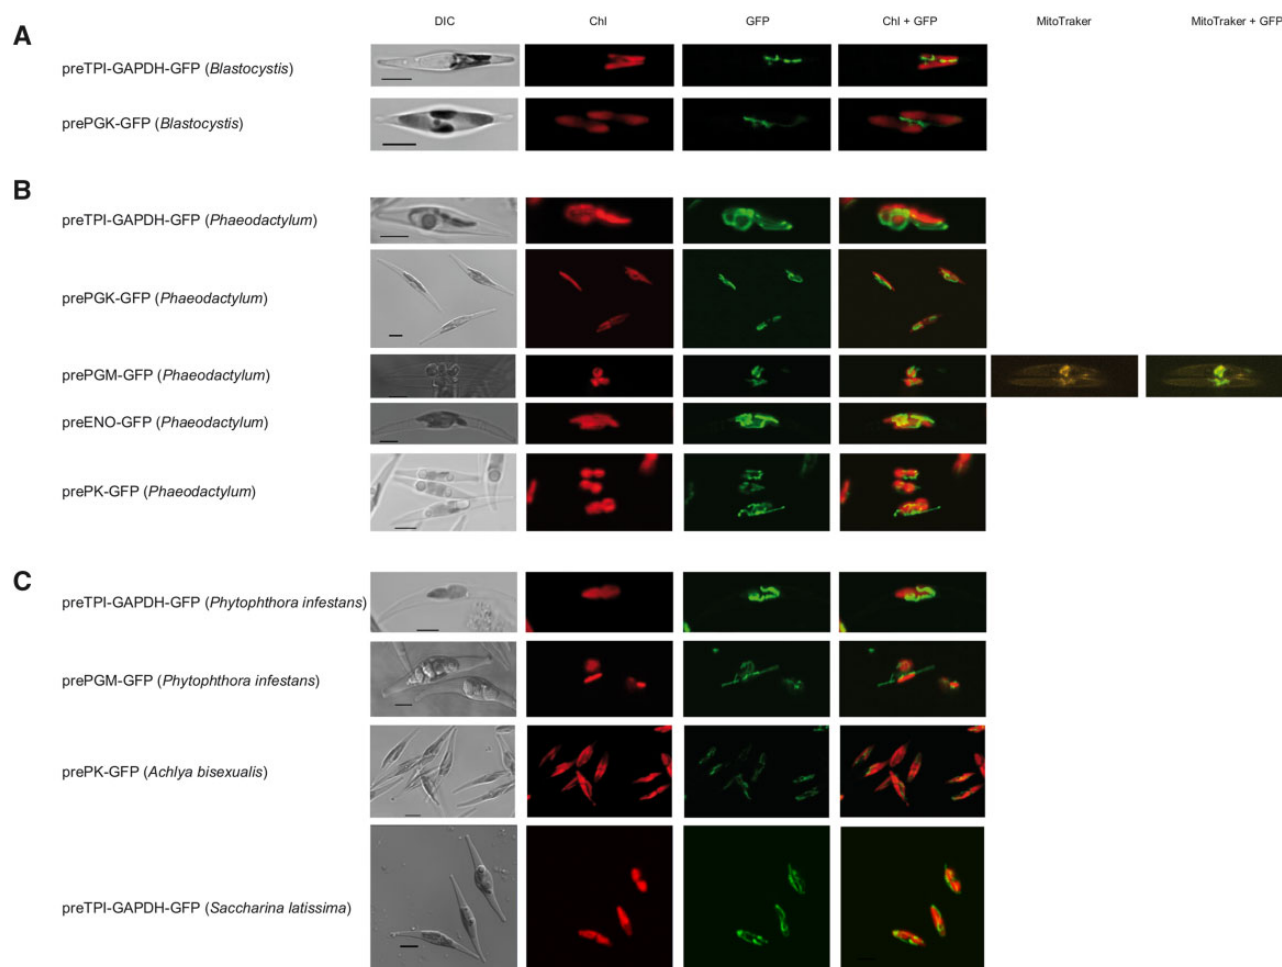 DIC Chl GFP Chl + GFP MitoTraker MitoTraker + GFP
A
preTPI-GAPDH-GFP (Blastocystis)
prePGK-GFP (Blastocystis)
B
preTPI-GAPDH-GFP (Phaeodactylum)
prePGK-GFP (Phaeodactylum)
prePGM-GFP (Phaeodactylum)
preENO-GFP (Phaeodactylum)
prePK-GFP (Phaeodactylum)
C
preTPI-GAPDH-GFP (Phytophthora infestans)
prePGM-GFP (Phytophthora infestans)
prePK-GFP (Achlya bisexualis)
preTPI-GAPDH-GFP (Saccharina latissima)